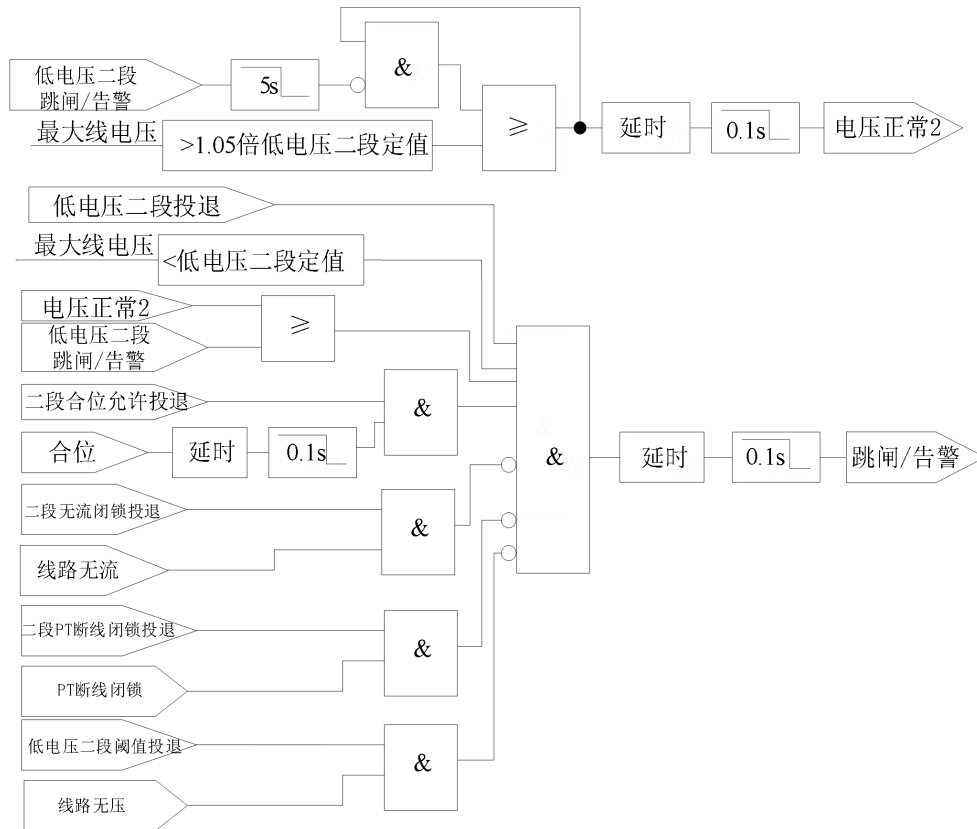 &
低电压二段
跳闸/告警
5s
最大线电压
>1.05倍低电压二段定值
≥
延时
0.1s
电压正常2
低电压二段投退
最大线电压
<低电压二段定值
电压正常2
低电压二段
跳闸/告警
≥
二段合位允许投退
&
合位
延时
0.1s
&
延时
0.1s
跳闸/告警
二段无流闭锁投退
&
线路无流
二段PT断线闭锁投退
&
PT断线闭锁
低电压二段阈值投退
&
线路无压